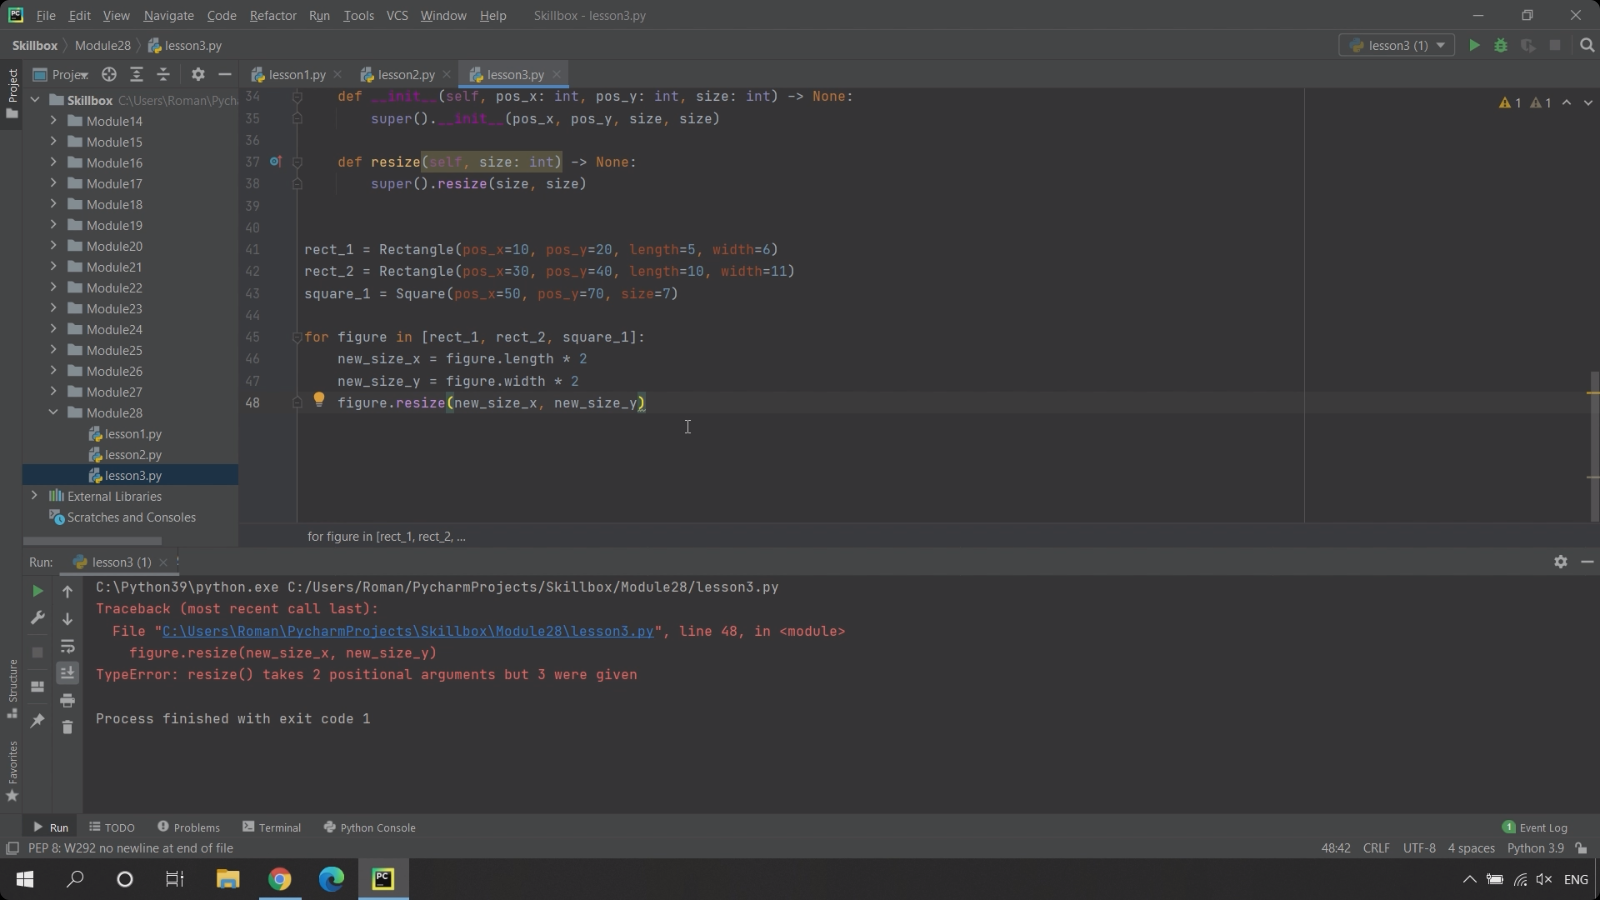 File Edit View Navigate Code Refactor Run Tools VCS Window Help Skillbox - lesson3.py
Skillbox Module28 lesson3.py lesson3 (1)
Project lesson1.py lesson2.py lesson3.py
Project
Skillbox C:\Users\Roman\Pycha
Module14
Module15
Module16
Module17
Module18
Module19
Module20
Module21
Module22
Module23
Module24
Module25
Module26
Module27
Module28
lesson1.py
lesson2.py
lesson3.py
External Libraries
Scratches and Consoles
1 1
34 def __init__(self, pos_x: int, pos_y: int, size: int) -> None:
35 super().__init__(pos_x, pos_y, size, size)
36
37 def resize(self, size: int) -> None:
38 super().resize(size, size)
39
40
41 rect_1 = Rectangle(pos_x=10, pos_y=20, length=5, width=6)
42 rect_2 = Rectangle(pos_x=30, pos_y=40, length=10, width=11)
43 square_1 = Square(pos_x=50, pos_y=70, size=7)
44
45 for figure in [rect_1, rect_2, square_1]:
46 new_size_x = figure.length * 2
47 new_size_y = figure.width * 2
48 figure.resize(new_size_x, new_size_y)
for figure in [rect_1, rect_2, ...
Run: lesson3 (1)
C:\Python39\python.exe C:/Users/Roman/PycharmProjects/Skillbox/Module28/lesson3.py
Traceback (most recent call last):
File "C:\Users\Roman\PycharmProjects\Skillbox\Module28\lesson3.py", line 48, in <module>
figure.resize(new_size_x, new_size_y)
TypeError: resize() takes 2 positional arguments but 3 were given
Process finished with exit code 1
Structure
Favorites
Run TODO Problems Terminal Python Console 1 Event Log
PEP 8: W292 no newline at end of file 48:42 CRLF UTF-8 4 spaces Python 3.9
PC ENG